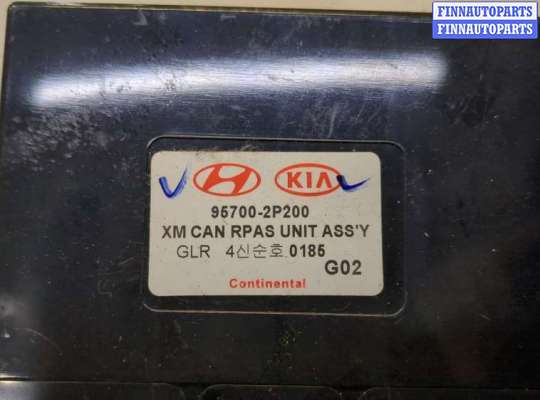 FINNAUTOPARTS
FINNAUTOPARTS
KIA
95700-2P200
XM CAN RPAS UNIT ASS'Y
GLR 4신순호 0185
G02
Continental